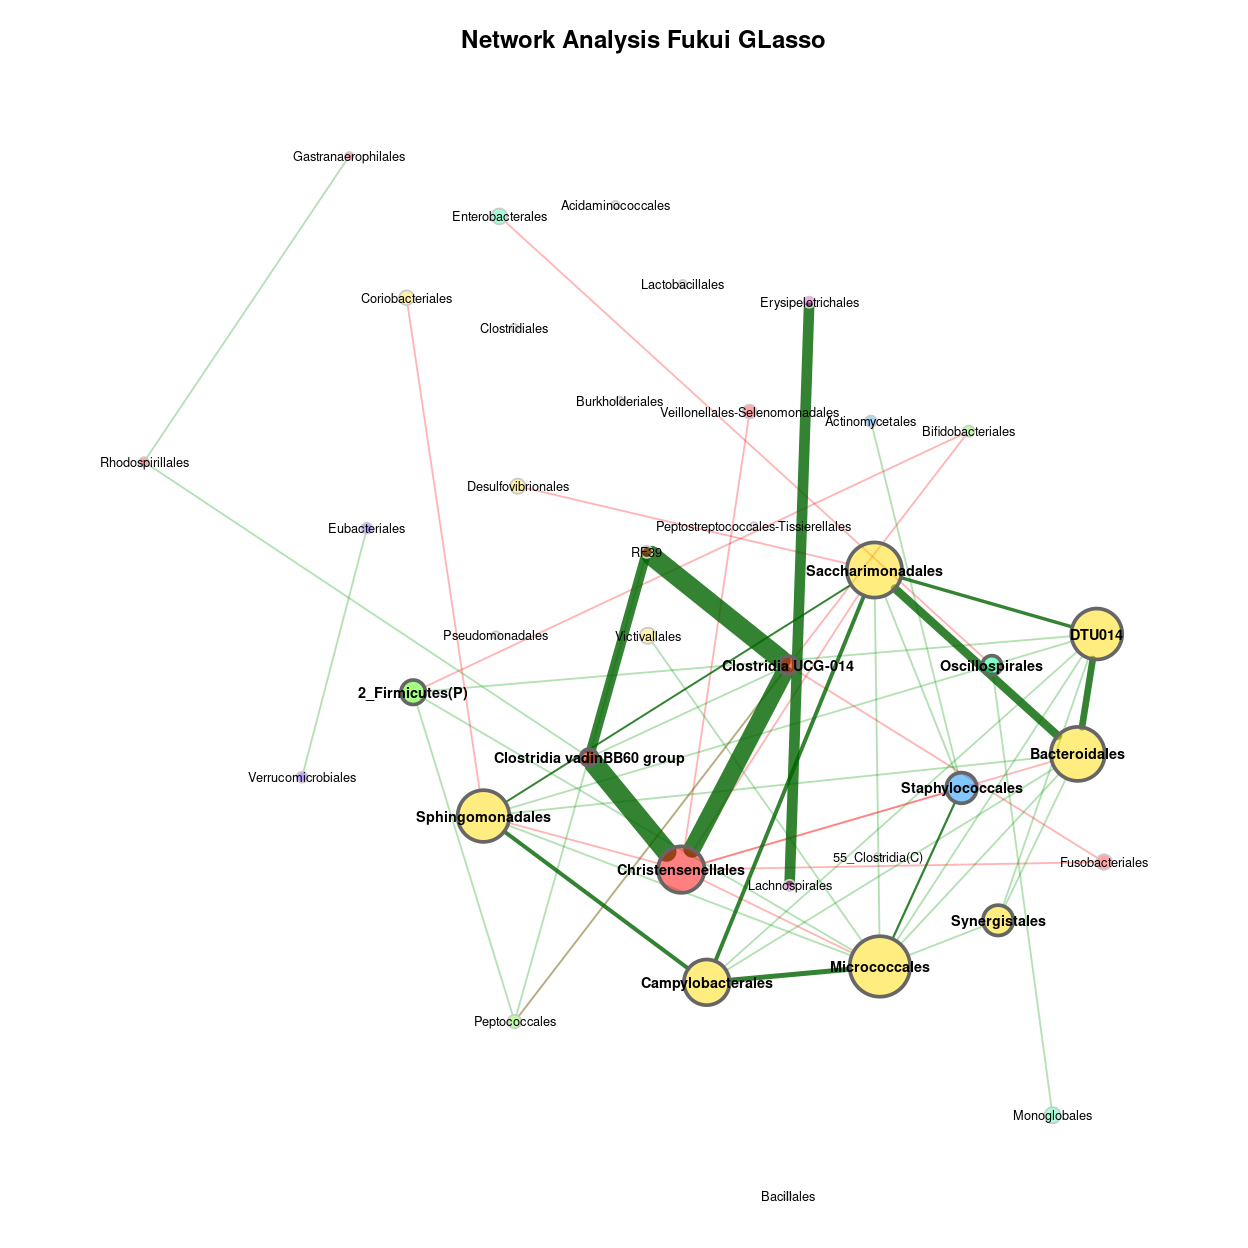 Network Analysis Fukui GLasso
Gastranaerophilales
Acidaminococcales
Enterobacterales
Lactobacillales
Coriobacteriales
Erysipelotrichales
Clostridiales
Burkholderiales
Veillonellales-Selenomonadales
Actinomycetales
Bifidobacteriales
Rhodospirillales
Desulfovibrionales
Eubacteriales
Peptostreptococcales-Tissierellales
RF39
Saccharimonadales
Pseudomonadales
Victivallales
DTU014
Clostridia UCG-014
Oscillospirales
2_Firmicutes(P)
Clostridia vadinBB60 group
Bacteroidales
Verrucomicrobiales
Staphylococcales
Sphingomonadales
55_Clostridia(C)
Fusobacteriales
Christensenellales
Lachnospirales
Synergistales
Micrococcales
Campylobacterales
Peptococcales
Monoglobales
Bacillales